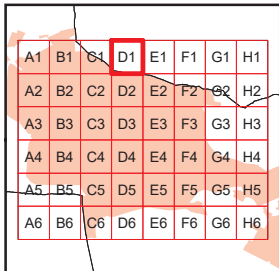 A1 B1 C1 D1 E1 F1 G1 H1
A2 B2 C2 D2 E2 F2 G2 H2
A3 B3 C3 D3 E3 F3 G3 H3
A4 B4 C4 D4 E4 F4 G4 H4
A5 B5 C5 D5 E5 F5 G5 H5
A6 B6 C6 D6 E6 F6 G6 H6